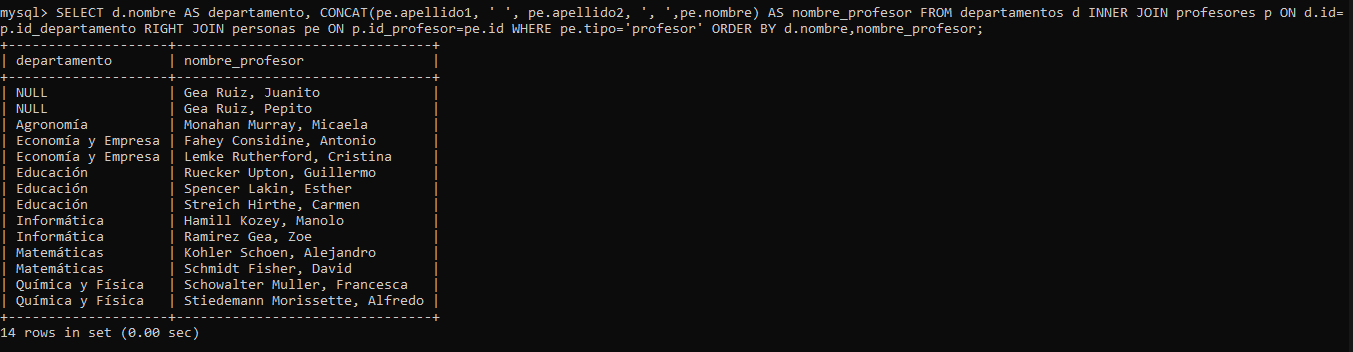 mysql> SELECT d.nombre AS departamento, CONCAT(pe.apellido1, ' ', pe.apellido2, ', ',pe.nombre) AS nombre_profesor FROM departamentos d INNER JOIN profesores p ON d.id=
p.id_departamento RIGHT JOIN personas pe ON p.id_profesor=pe.id WHERE pe.tipo='profesor' ORDER BY d.nombre,nombre_profesor;
+--------------------+--------------------------------+
| departamento       | nombre_profesor                |
+--------------------+--------------------------------+
| NULL               | Gea Ruiz, Juanito              |
| NULL               | Gea Ruiz, Pepito               |
| Agronomía          | Monahan Murray, Micaela        |
| Economía y Empresa | Fahey Considine, Antonio       |
| Economía y Empresa | Lemke Rutherford, Cristina     |
| Educación          | Ruecker Upton, Guillermo       |
| Educación          | Spencer Lakin, Esther          |
| Educación          | Streich Hirthe, Carmen         |
| Informática        | Hamill Kozey, Manolo           |
| Informática        | Ramirez Gea, Zoe               |
| Matemáticas        | Kohler Schoen, Alejandro       |
| Matemáticas        | Schmidt Fisher, David          |
| Química y Física   | Schowalter Muller, Francesca   |
| Química y Física   | Stiedemann Morissette, Alfredo |
+--------------------+--------------------------------+
14 rows in set (0.00 sec)